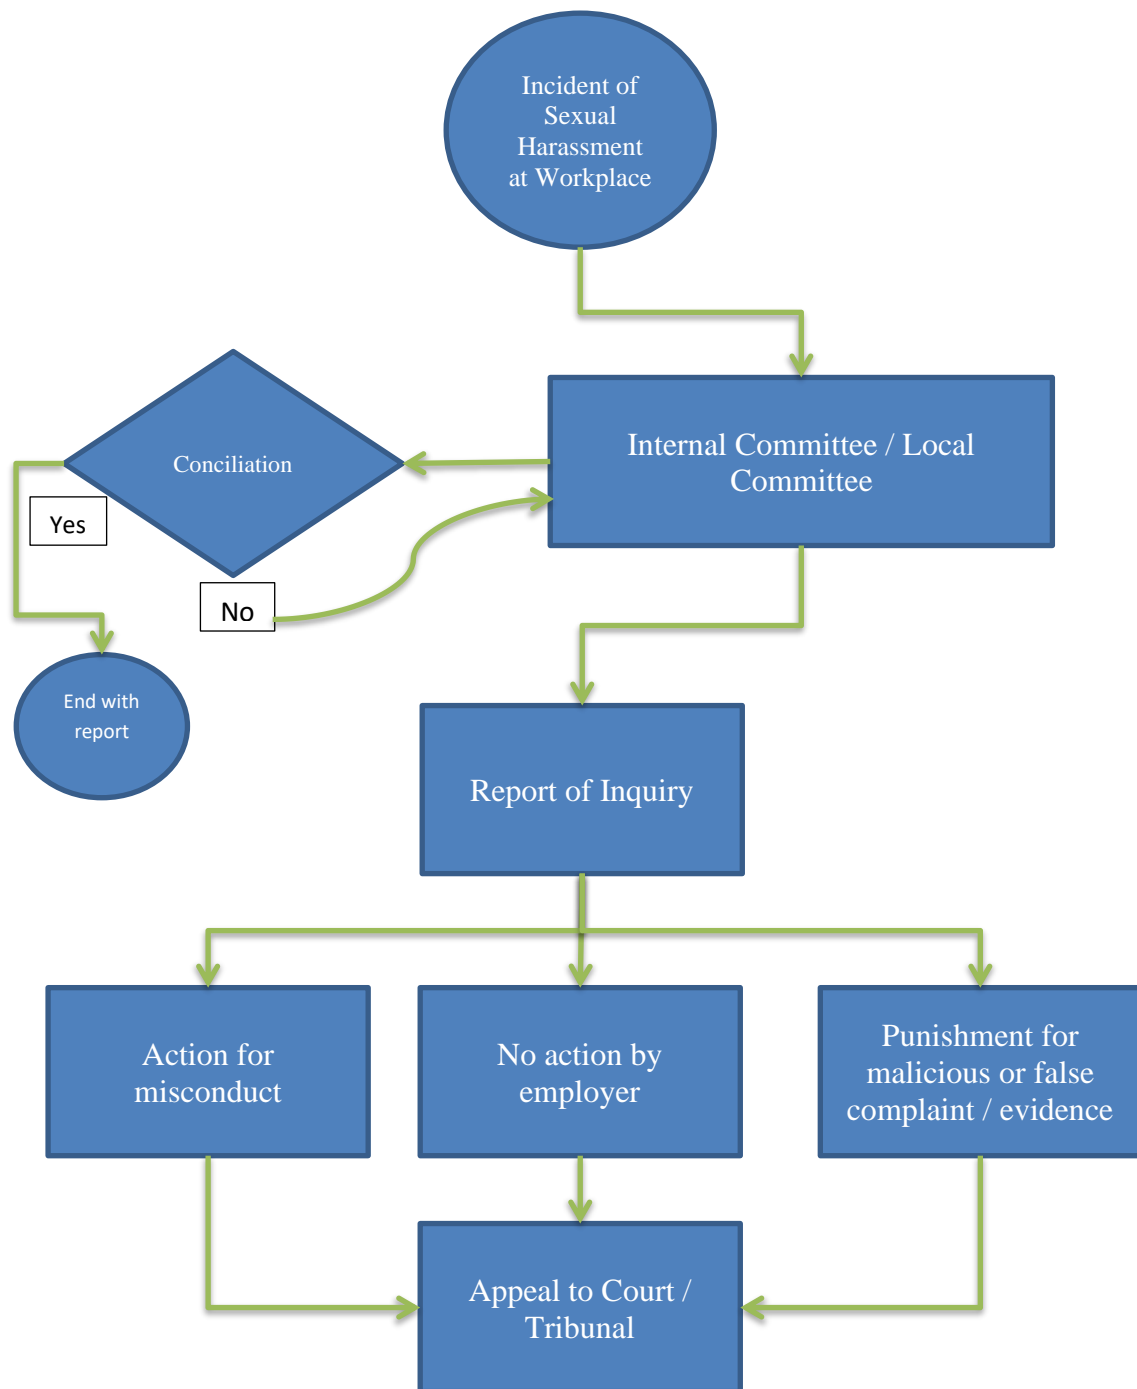 Incident of
Sexual
Harassment
at Workplace
Internal Committee / Local
Committee
Conciliation
Yes
No
End with
report
Report of Inquiry
Action for
misconduct
No action by
employer
Punishment for
malicious or false
complaint / evidence
Appeal to Court /
Tribunal